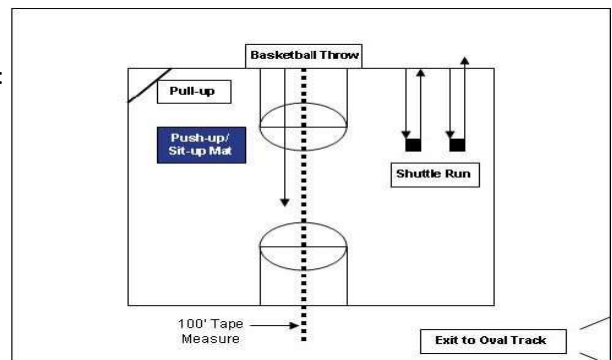 :
Basketball Throw
Pull-up
Push-up/
Sit-up Mat
Shuttle Run
100' Tape
Measure
Exit to Oval Track